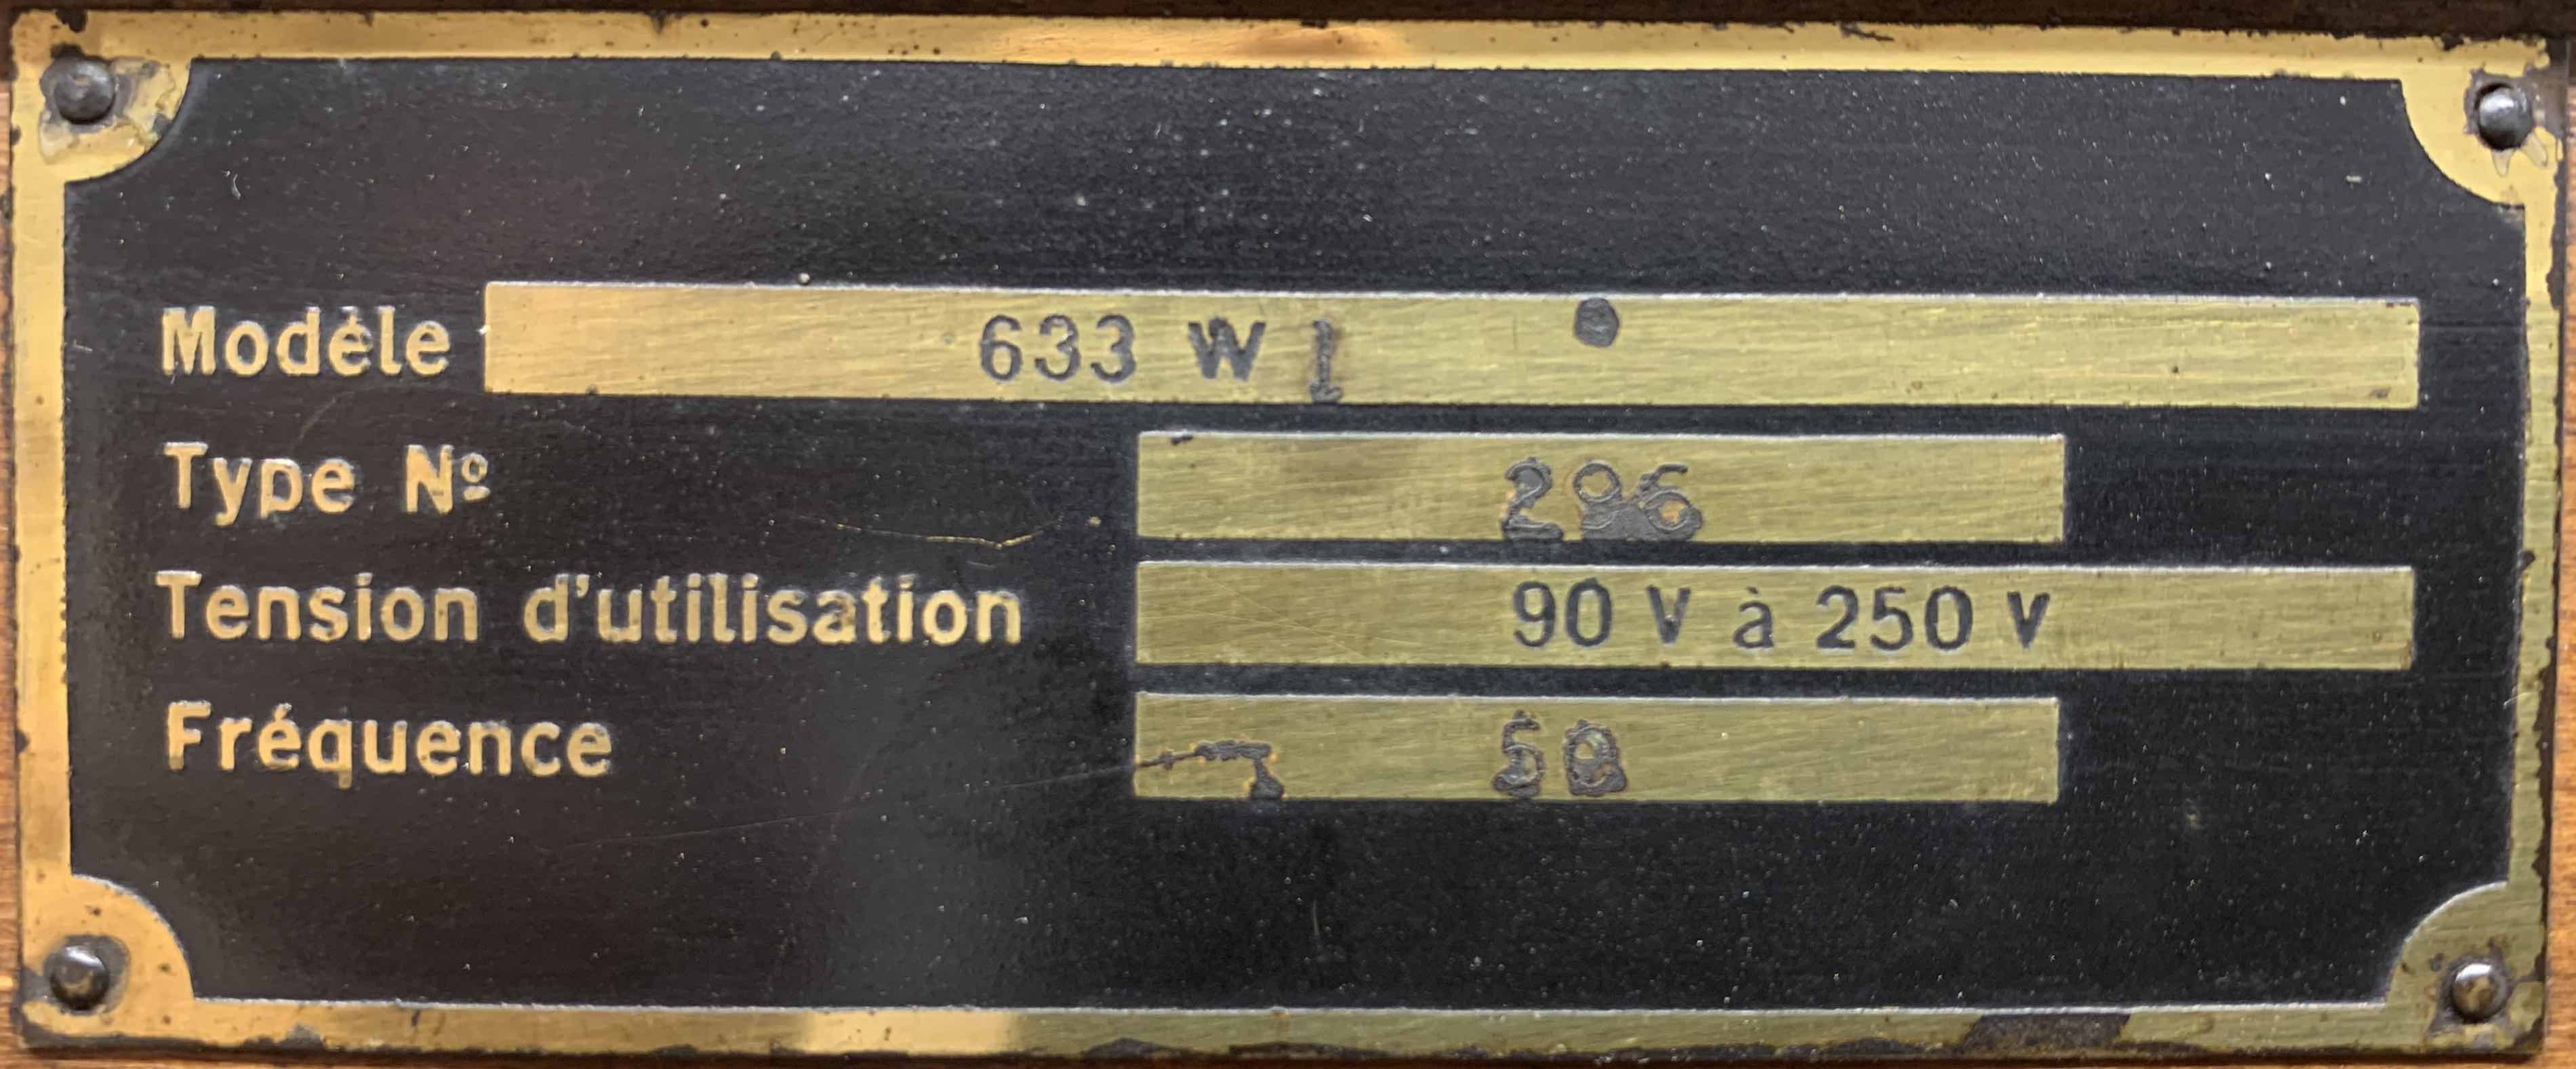 Modèle 633 W 1
Type Nº 296
Tension d'utilisation 90 V à 250 V
Fréquence 50